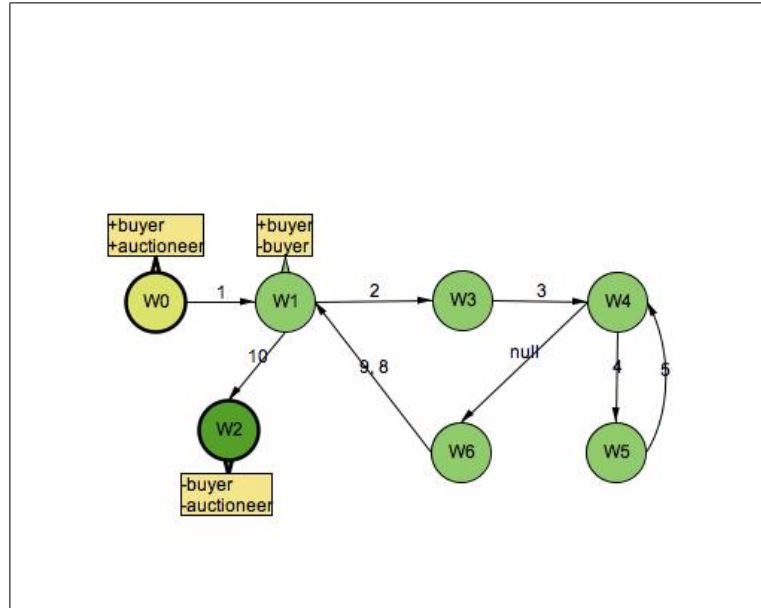 +buyer
+auctioneer
+buyer
-buyer
W0
1
W1
2
W3
3
W4
10
9, 8
null
4
5
W2
W6
W5
-buyer
-auctioneer